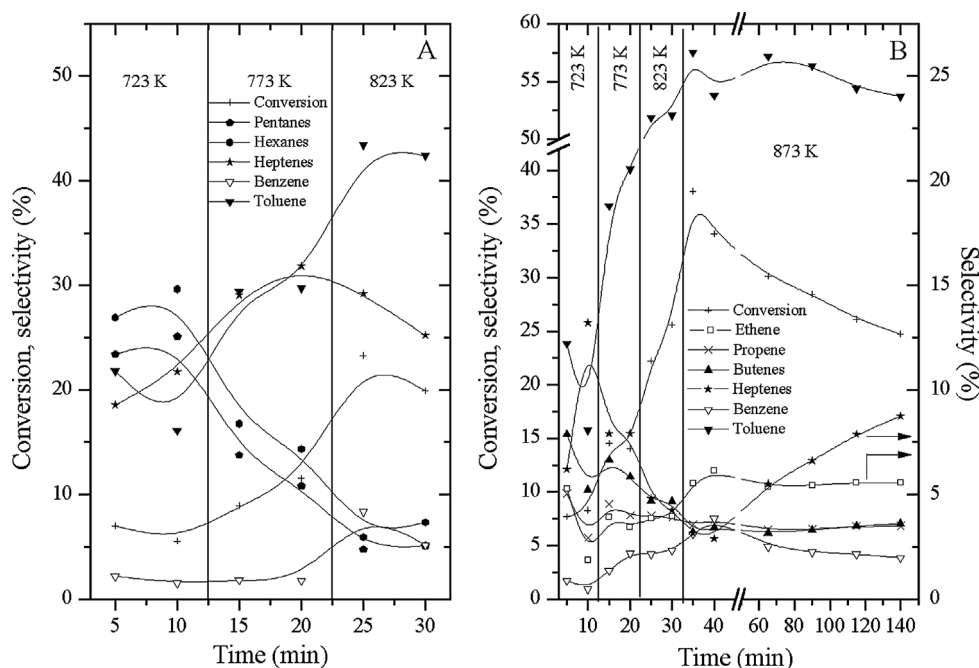 A
723 K
773 K
823 K
Conversion
Pentanes
Hexanes
Heptenes
Benzene
Toluene
Conversion, selectivity (%)
50
40
30
20
10
0
5
10
15
20
25
30
Time (min)
B
723 K
773 K
823 K
873 K
Conversion
Ethene
Propene
Butenes
Heptenes
Benzene
Toluene
Conversion, selectivity (%)
60
55
50
40
35
30
25
20
15
10
5
0
10
20
30
40
60
80
100
120
140
Time (min)
25
20
15
10
5
0
Selectivity (%)